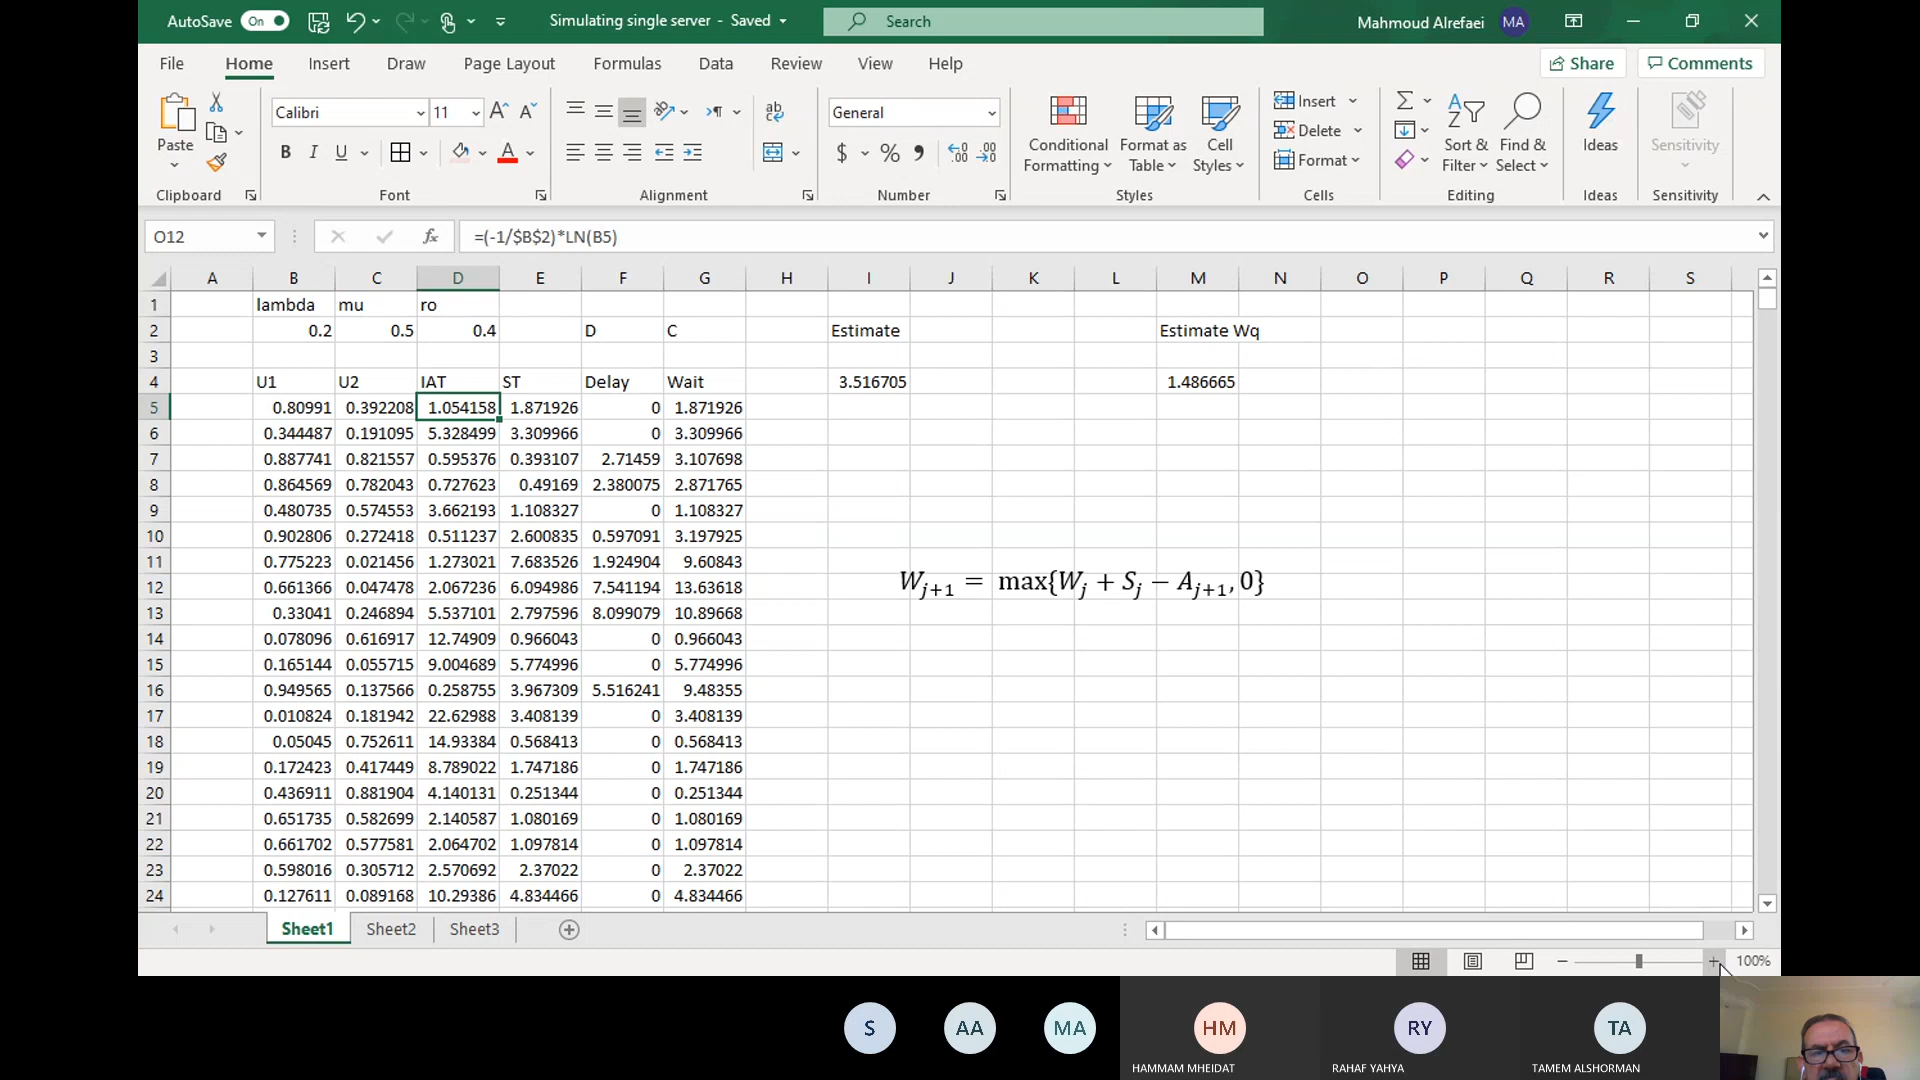 AutoSave On Simulating single server - Saved Search Mahmoud Alrefaei MA
File Home Insert Draw Page Layout Formulas Data Review View Help Share Comments
Paste
Clipboard
Calibri 11
B I U
Font
ab
Alignment
General
$ % 9 .00
Number
Conditional Formatting
Format as Table
Cell Styles
Styles
Insert
Delete
Format
Cells
Sort & Filter
Find & Select
Editing
Ideas
Ideas
Sensitivity
Sensitivity
O12 fx =(-1/$B$2)*LN(B5)
A B C D E F G H I J K L M N O P Q R S
1 lambda mu ro
2 0.2 0.5 0.4 D C Estimate Estimate Wq
3
4 U1 U2 IAT ST Delay Wait 3.516705 1.486665
5 0.80991 0.392208 1.054158 1.871926 0 1.871926
6 0.344487 0.191095 5.328499 3.309966 0 3.309966
7 0.887741 0.821557 0.595376 0.393107 2.71459 3.107698
8 0.864569 0.782043 0.727623 0.49169 2.380075 2.871765
9 0.480735 0.574553 3.662193 1.108327 0 1.108327
10 0.902806 0.272418 0.511237 2.600835 0.597091 3.197925
11 0.775223 0.021456 1.273021 7.683526 1.924904 9.60843
12 0.661366 0.047478 2.067236 6.094986 7.541194 13.63618
W_{j+1} = max{W_j + S_j − A_{j+1}, 0}
13 0.33041 0.246894 5.537101 2.797596 8.099079 10.89668
14 0.078096 0.616917 12.74909 0.966043 0 0.966043
15 0.165144 0.055715 9.004689 5.774996 0 5.774996
16 0.949565 0.137566 0.258755 3.967309 5.516241 9.48355
17 0.010824 0.181942 22.62988 3.408139 0 3.408139
18 0.05045 0.752611 14.93384 0.568413 0 0.568413
19 0.172423 0.417449 8.789022 1.747186 0 1.747186
20 0.436911 0.881904 4.140131 0.251344 0 0.251344
21 0.651735 0.582699 2.140587 1.080169 0 1.080169
22 0.661702 0.577581 2.064702 1.097814 0 1.097814
23 0.598016 0.305712 2.570692 2.37022 0 2.37022
24 0.127611 0.089168 10.29386 4.834466 0 4.834466
Sheet1 Sheet2 Sheet3
100%
S AA MA HM RY TA
HAMMAM MHEIDAT RAHAF YAHYA TAMEM ALSHORMAN